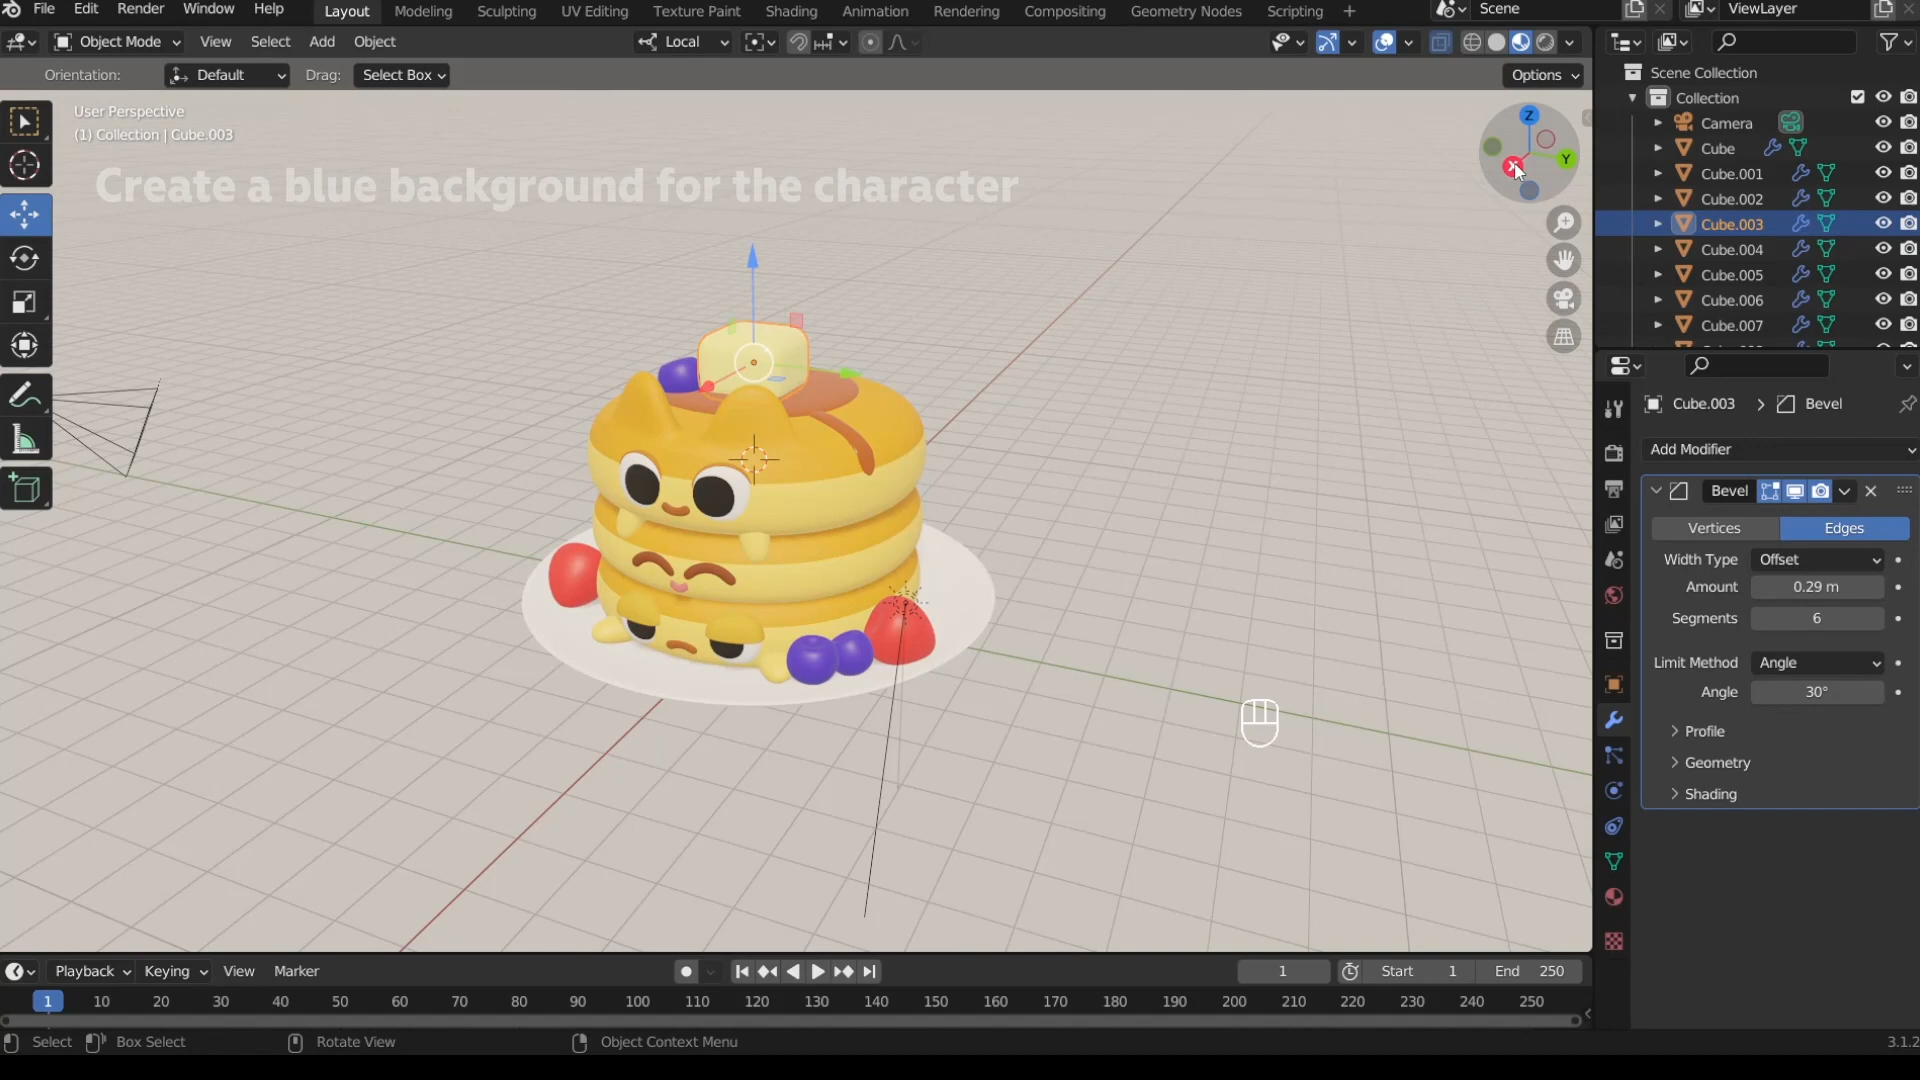 File Edit Render Window Help Layout Modeling Sculpting UV Editing Texture Paint Shading Animation Rendering Compositing Geometry Nodes Scripting + Scene ViewLayer
Object Mode View Select Add Object Local
Orientation: Default Drag: Select Box Options
User Perspective
(1) Collection | Cube.003
Create a blue background for the character
Z
X
Y
Scene Collection
Collection
Camera
Cube
Cube.001
Cube.002
Cube.003
Cube.004
Cube.005
Cube.006
Cube.007
Cube.003 > Bevel
Add Modifier
Bevel
Vertices Edges
Width Type Offset
Amount 0.29 m
Segments 6
Limit Method Angle
Angle 30°
Profile
Geometry
Shading
Playback Keying View Marker 1 Start 1 End 250
1 10 20 30 40 50 60 70 80 90 100 110 120 130 140 150 160 170 180 190 200 210 220 230 240 250
Select Box Select Rotate View Object Context Menu 3.1.2